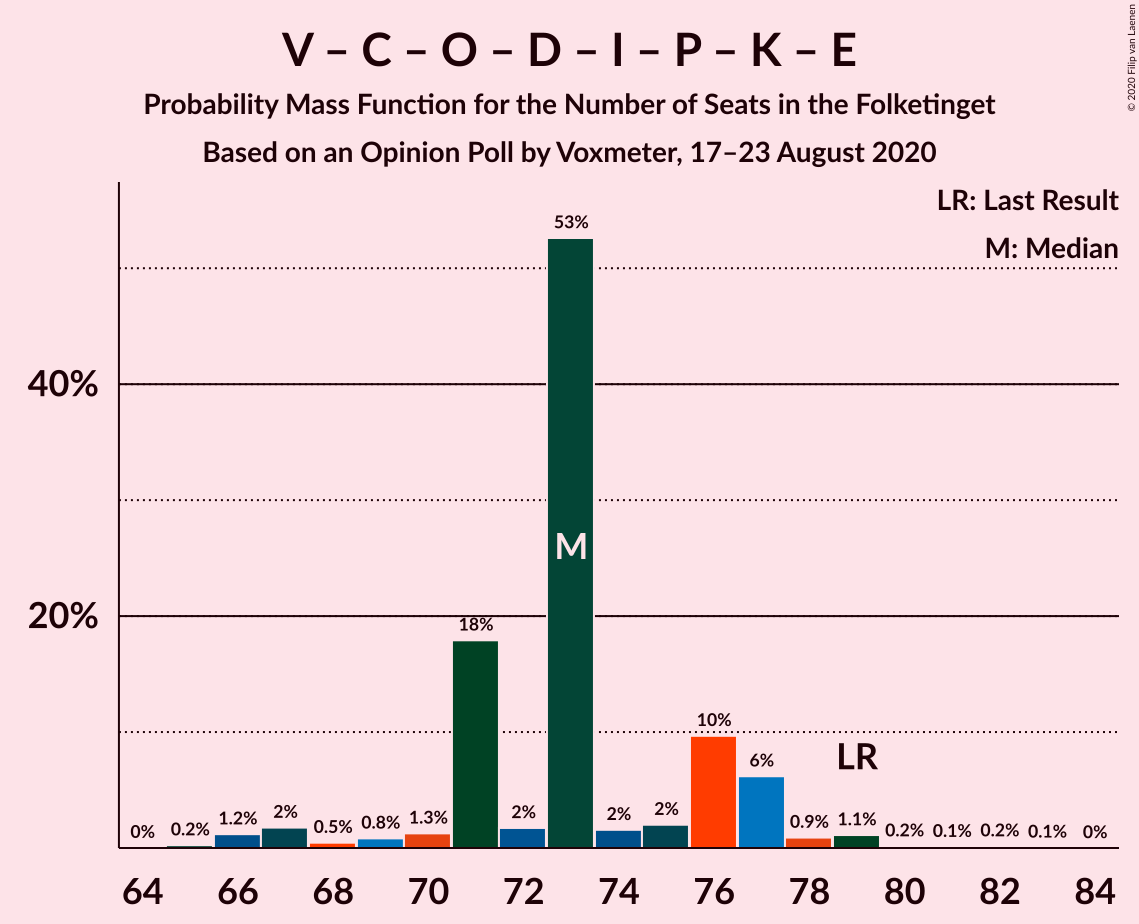 V – C – O – D – I – P – K – E
Probability Mass Function for the Number of Seats in the Folketinget
Based on an Opinion Poll by Voxmeter, 17–23 August 2020
© 2020 Filip van Laenen
LR: Last Result
M: Median
40%
20%
0%
0.2%
1.2%
2%
0.5%
0.8%
1.3%
18%
2%
53%
2%
2%
10%
6%
0.9%
1.1%
0.2%
0.1%
0.2%
0.1%
0%
M
LR
64 66 68 70 72 74 76 78 80 82 84